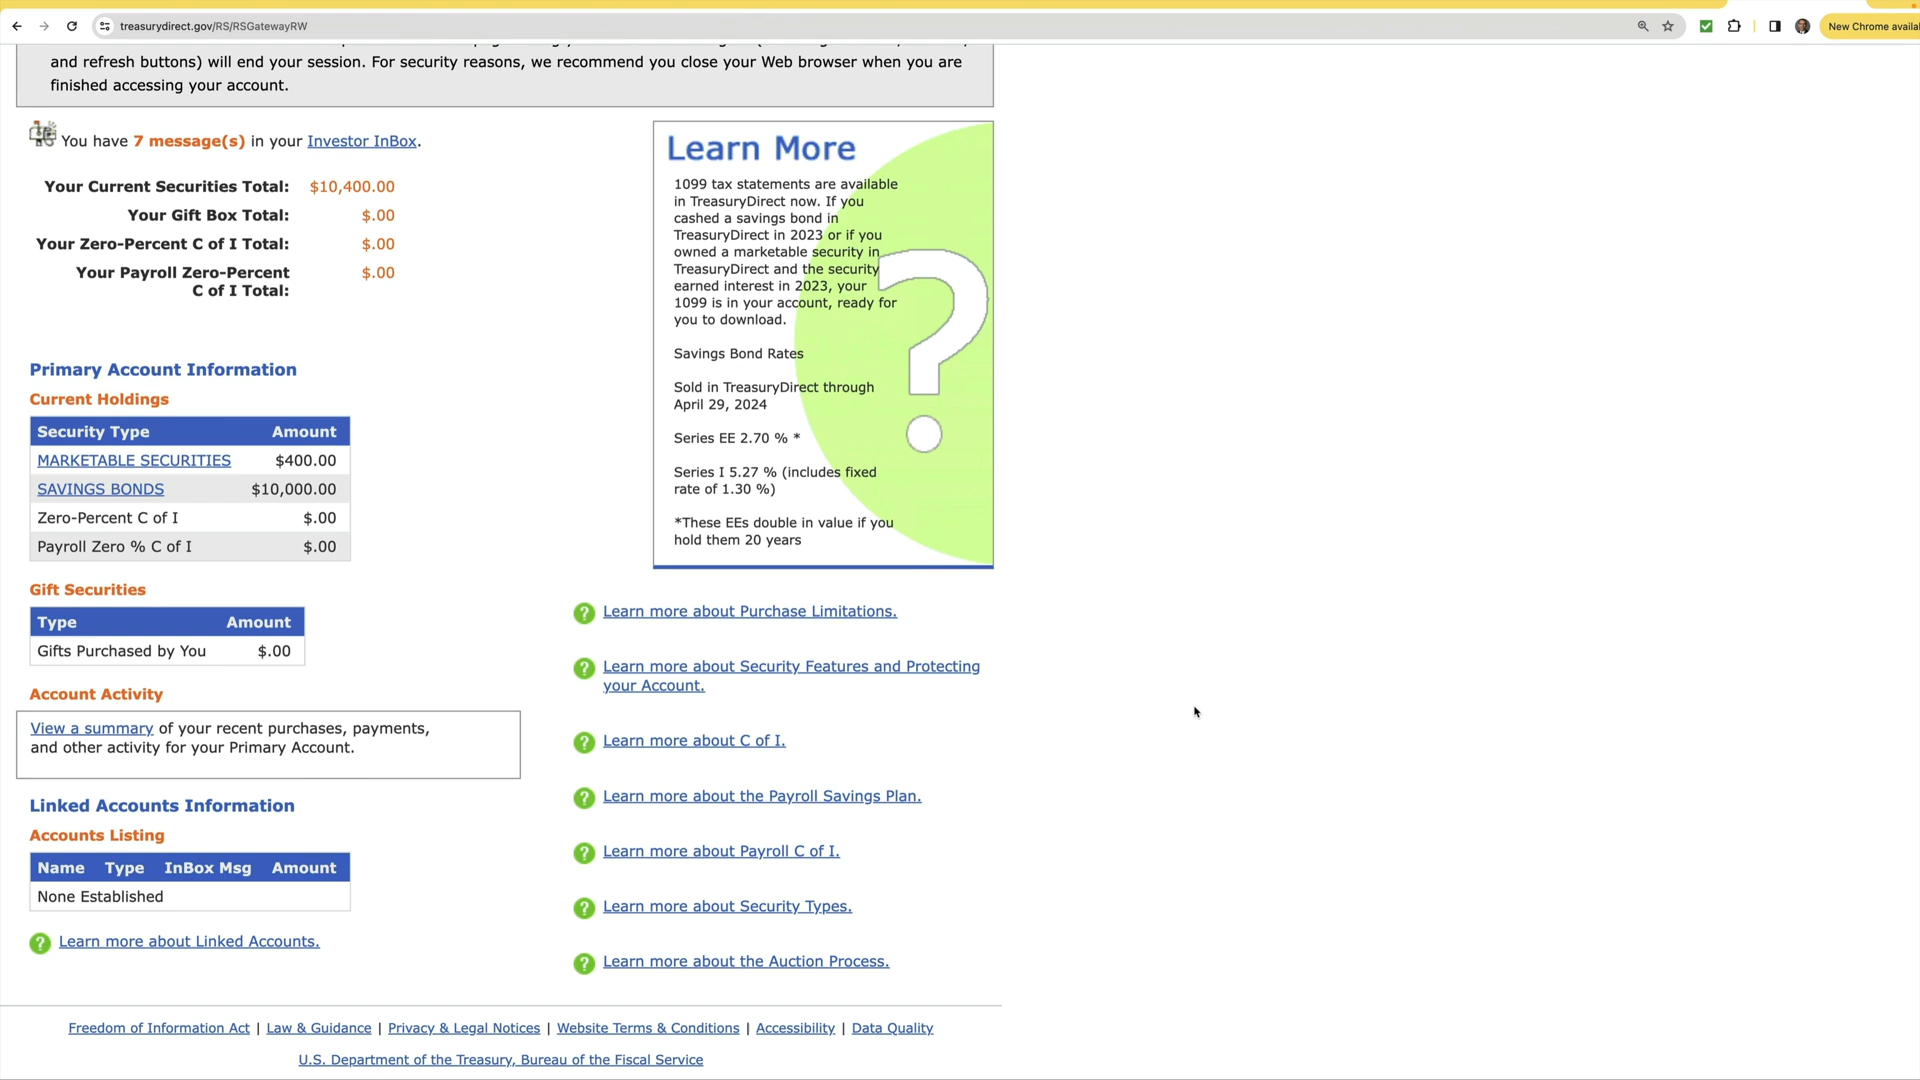 treasurydirect.gov/RS/RSGatewayRW
New Chrome availa
and refresh buttons) will end your session. For security reasons, we recommend you close your Web browser when you are
finished accessing your account.
You have 7 message(s) in your Investor InBox.
Your Current Securities Total: $10,400.00
Your Gift Box Total: $.00
Your Zero-Percent C of I Total: $.00
Your Payroll Zero-Percent $.00
C of I Total:
Primary Account Information
Current Holdings
Security Type Amount
MARKETABLE SECURITIES $400.00
SAVINGS BONDS $10,000.00
Zero-Percent C of I $.00
Payroll Zero % C of I $.00
Gift Securities
Type Amount
Gifts Purchased by You $.00
Account Activity
View a summary of your recent purchases, payments,
and other activity for your Primary Account.
Linked Accounts Information
Accounts Listing
Name Type InBox Msg Amount
None Established
? Learn more about Linked Accounts.
Learn More
1099 tax statements are available
in TreasuryDirect now. If you
cashed a savings bond in
TreasuryDirect in 2023 or if you
owned a marketable security in
TreasuryDirect and the security
earned interest in 2023, your
1099 is in your account, ready for
you to download.
Savings Bond Rates
Sold in TreasuryDirect through
April 29, 2024
Series EE 2.70 % *
Series I 5.27 % (includes fixed
rate of 1.30 %)
*These EEs double in value if you
hold them 20 years
?
? Learn more about Purchase Limitations.
? Learn more about Security Features and Protecting
your Account.
? Learn more about C of I.
? Learn more about the Payroll Savings Plan.
? Learn more about Payroll C of I.
? Learn more about Security Types.
? Learn more about the Auction Process.
Freedom of Information Act | Law & Guidance | Privacy & Legal Notices | Website Terms & Conditions | Accessibility | Data Quality
U.S. Department of the Treasury, Bureau of the Fiscal Service